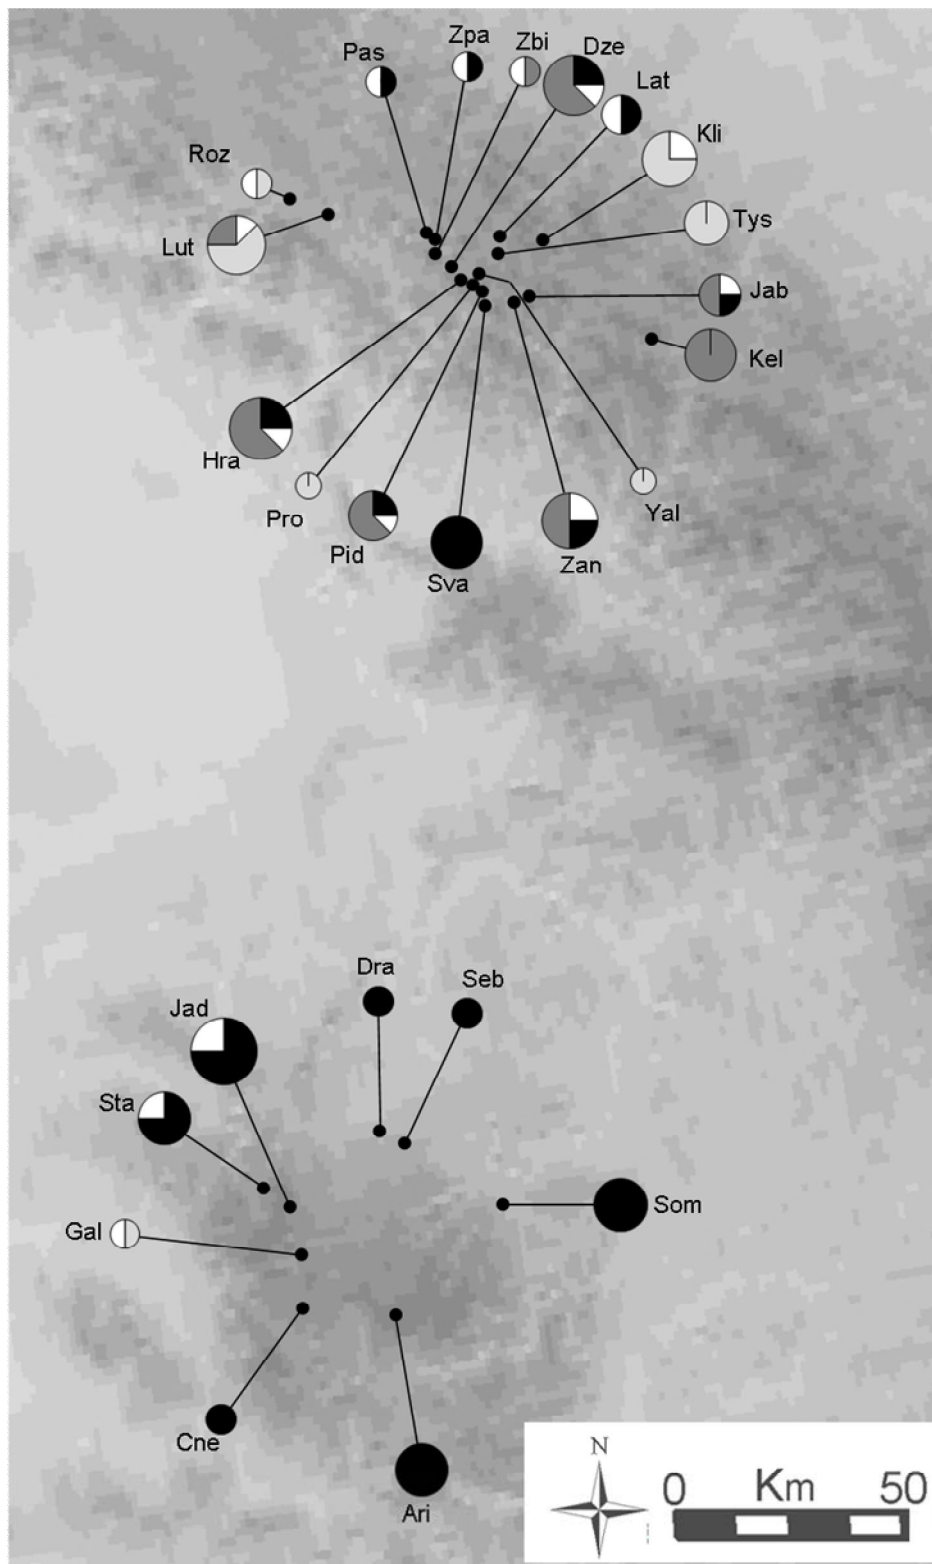 Pas
Zpa
Zbi
Dze
Lat
Kli
Roz
Lut
Tys
Jab
Kel
Hra
Pro
Pid
Sva
Zan
Yal
Dra
Seb
Jad
Sta
Gal
Som
Cne
Ari
N
0 Km 50